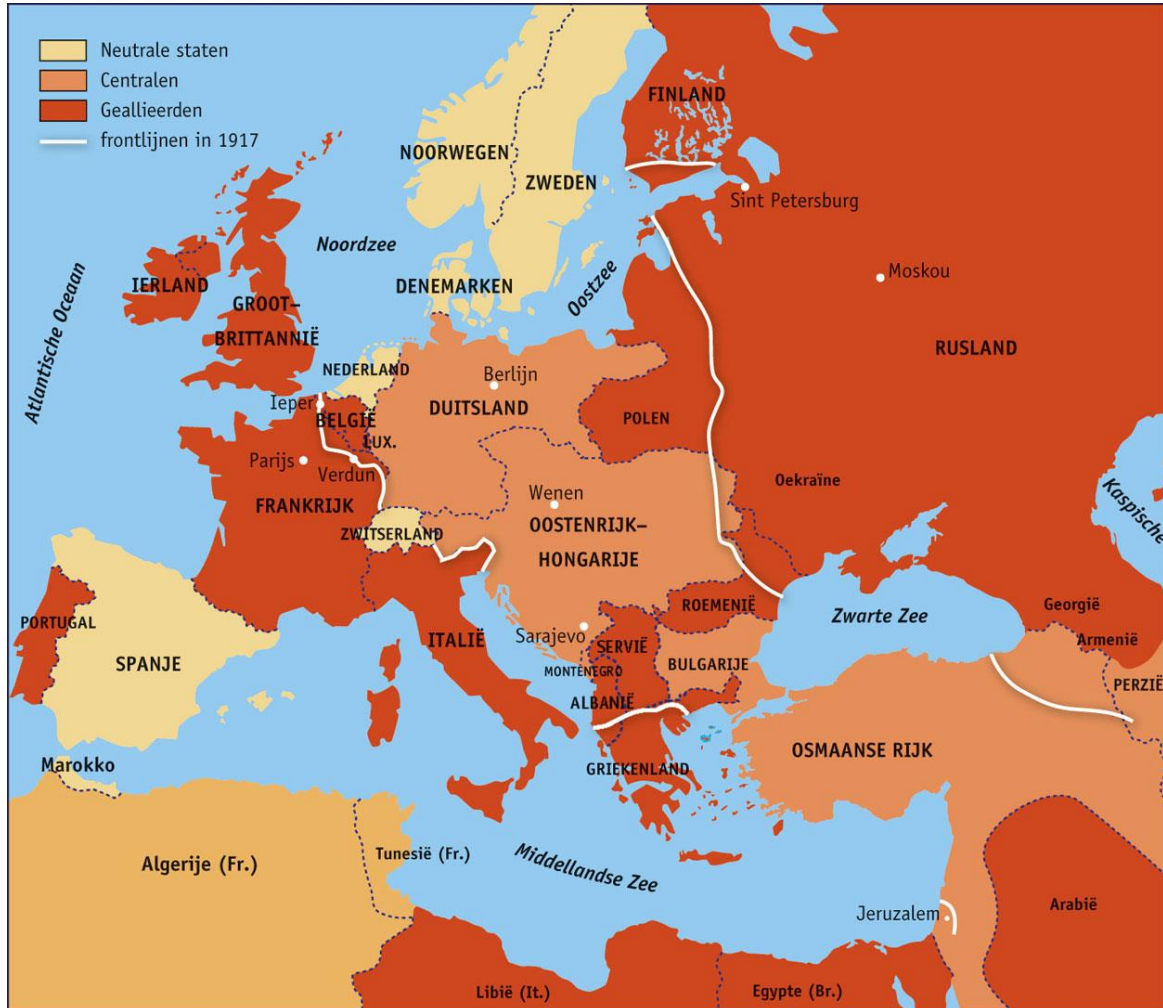 Neutrale staten
Centralen
Geallieerden
frontlijnen in 1917
FINLAND
NOORWEGEN
ZWEDEN
Sint Petersburg
Noordzee
Moskou
Oostzee
IERLAND
DENEMARKEN
Atlantische Oceaan
GROOT–
BRITTANNIË
RUSLAND
NEDERLAND
Berlijn
Ieper
DUITSLAND
BELGIË
POLEN
LUX.
Parijs
Verdun
Oekraïne
Wenen
FRANKRIJK
Kaspische
OOSTENRIJK–
HONGARIJE
ZWITSERLAND
ROEMENIË
Georgië
Zwarte Zee
PORTUGAL
ITALIË
Sarajevo
SERVIË
Armenië
SPANJE
MONTENEGRO
BULGARIJE
PERZIË
ALBANIË
OSMAANSE RIJK
Marokko
GRIEKENLAND
Algerije (Fr.)
Tunesië (Fr.)
Middellandse Zee
Jeruzalem
Arabië
Libië (It.)
Egypte (Br.)